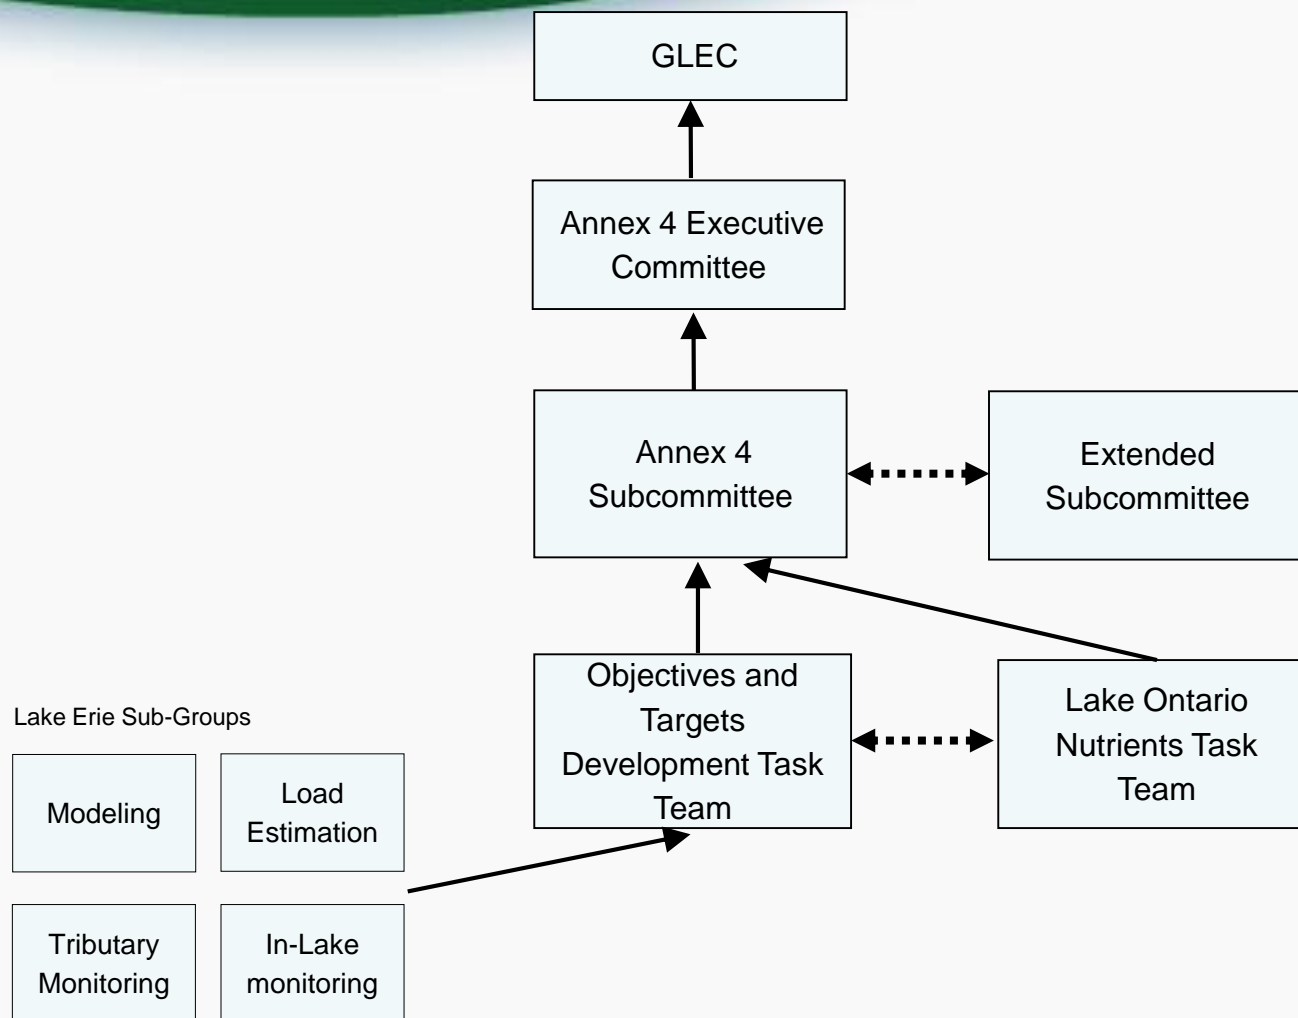 GLEC
Annex 4 Executive
Committee
Annex 4
Subcommittee
Extended
Subcommittee
Objectives and
Targets
Development Task
Team
Lake Ontario
Nutrients Task
Team
Lake Erie Sub-Groups
Modeling
Load
Estimation
Tributary
Monitoring
In-Lake
monitoring